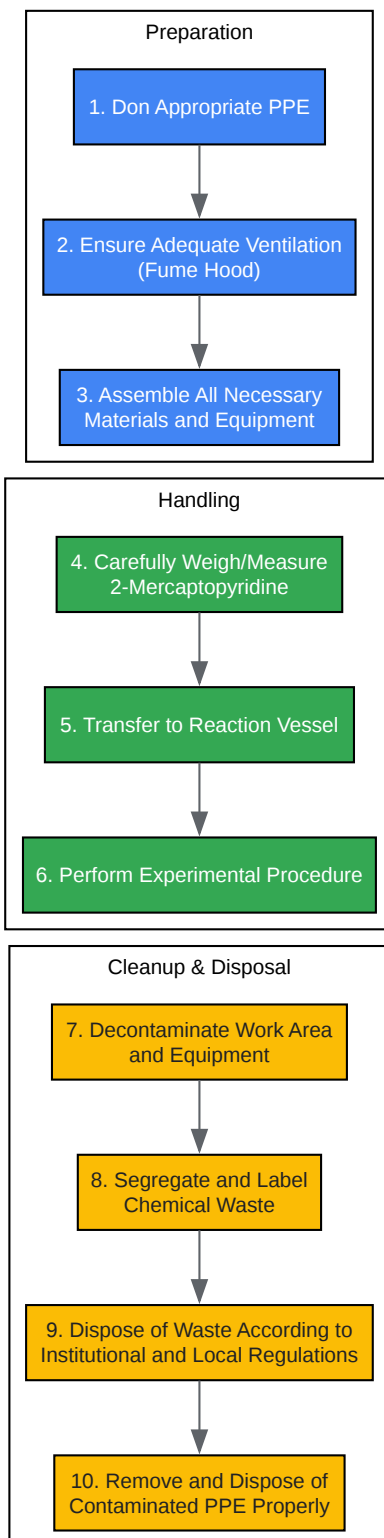 Preparation
1. Don Appropriate PPE
2. Ensure Adequate Ventilation
(Fume Hood)
3. Assemble All Necessary
Materials and Equipment
Handling
4. Carefully Weigh/Measure
2-Mercaptopyridine
5. Transfer to Reaction Vessel
6. Perform Experimental Procedure
Cleanup & Disposal
7. Decontaminate Work Area
and Equipment
8. Segregate and Label
Chemical Waste
9. Dispose of Waste According to
Institutional and Local Regulations
10. Remove and Dispose of
Contaminated PPE Properly